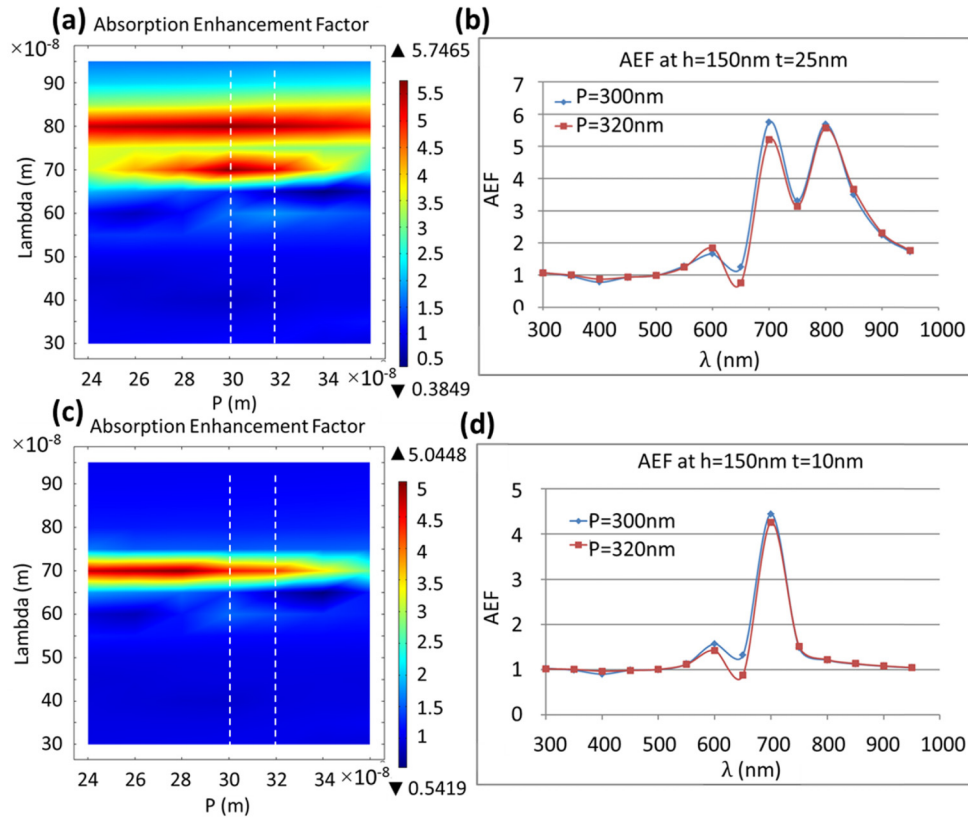 (a)
Absorption Enhancement Factor
×10⁻⁸
▲ 5.7465
90
80
70
60
50
40
30
Lambda (m)
24 26 28 30 32 34 ×10⁻⁸
P (m)
5.5
5
4.5
4
3.5
3
2.5
2
1.5
1
0.5
▼ 0.3849
(b)
AEF at h=150nm t=25nm
P=300nm
P=320nm
7
6
5
4
3
2
1
0
AEF
300 400 500 600 700 800 900 1000
λ (nm)
(c)
Absorption Enhancement Factor
×10⁻⁸
▲ 5.0448
90
80
70
60
50
40
30
Lambda (m)
24 26 28 30 32 34 ×10⁻⁸
P (m)
5
4.5
4
3.5
3
2.5
2
1.5
1
▼ 0.5419
(d)
AEF at h=150nm t=10nm
P=300nm
P=320nm
5
4
3
2
1
0
AEF
300 400 500 600 700 800 900 1000
λ (nm)